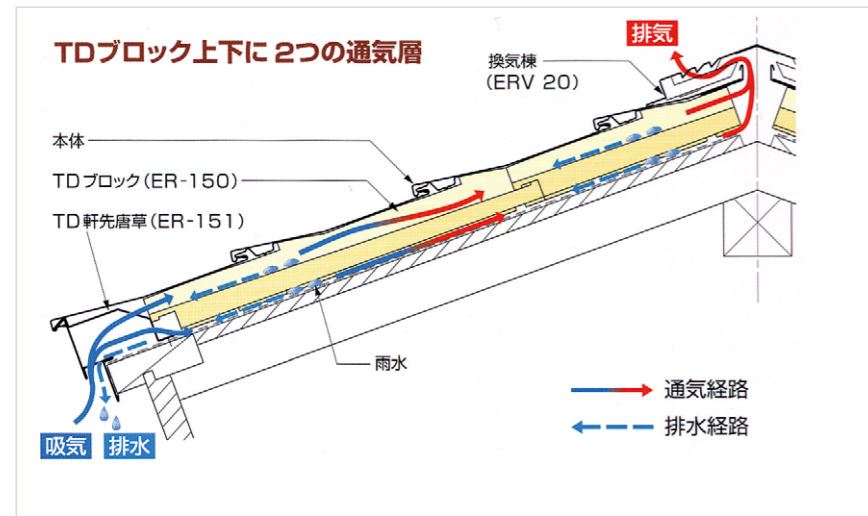 TDブロック上下に2つの通気層
排気
換気棟
(ERV 20)
本体
TDブロック(ER-150)
TD軒先唐草(ER-151)
雨水
通気経路
排水経路
吸気
排水